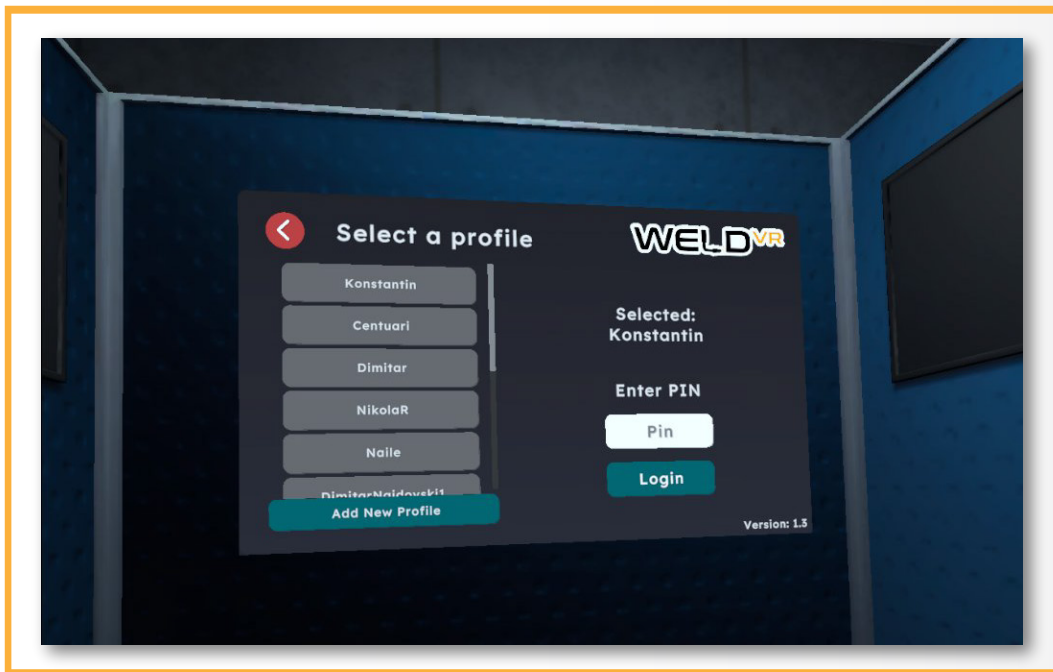 Select a profile
WELDVR
Konstantin
Centuari
Dimitar
NikolaR
Naile
DimitarNajdovski1
Add New Profile
Selected:
Konstantin
Enter PIN
Pin
Login
Version: 1.3